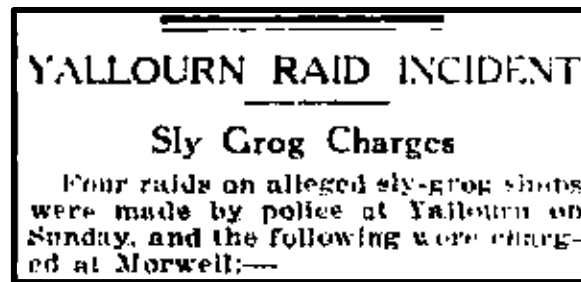 YALLOURN RAID INCIDENT
Sly Grog Charges
Four raids on alleged sly-grog shops
were made by police at Yallourn on
Sunday, and the following were charg-
ed at Morwell:—